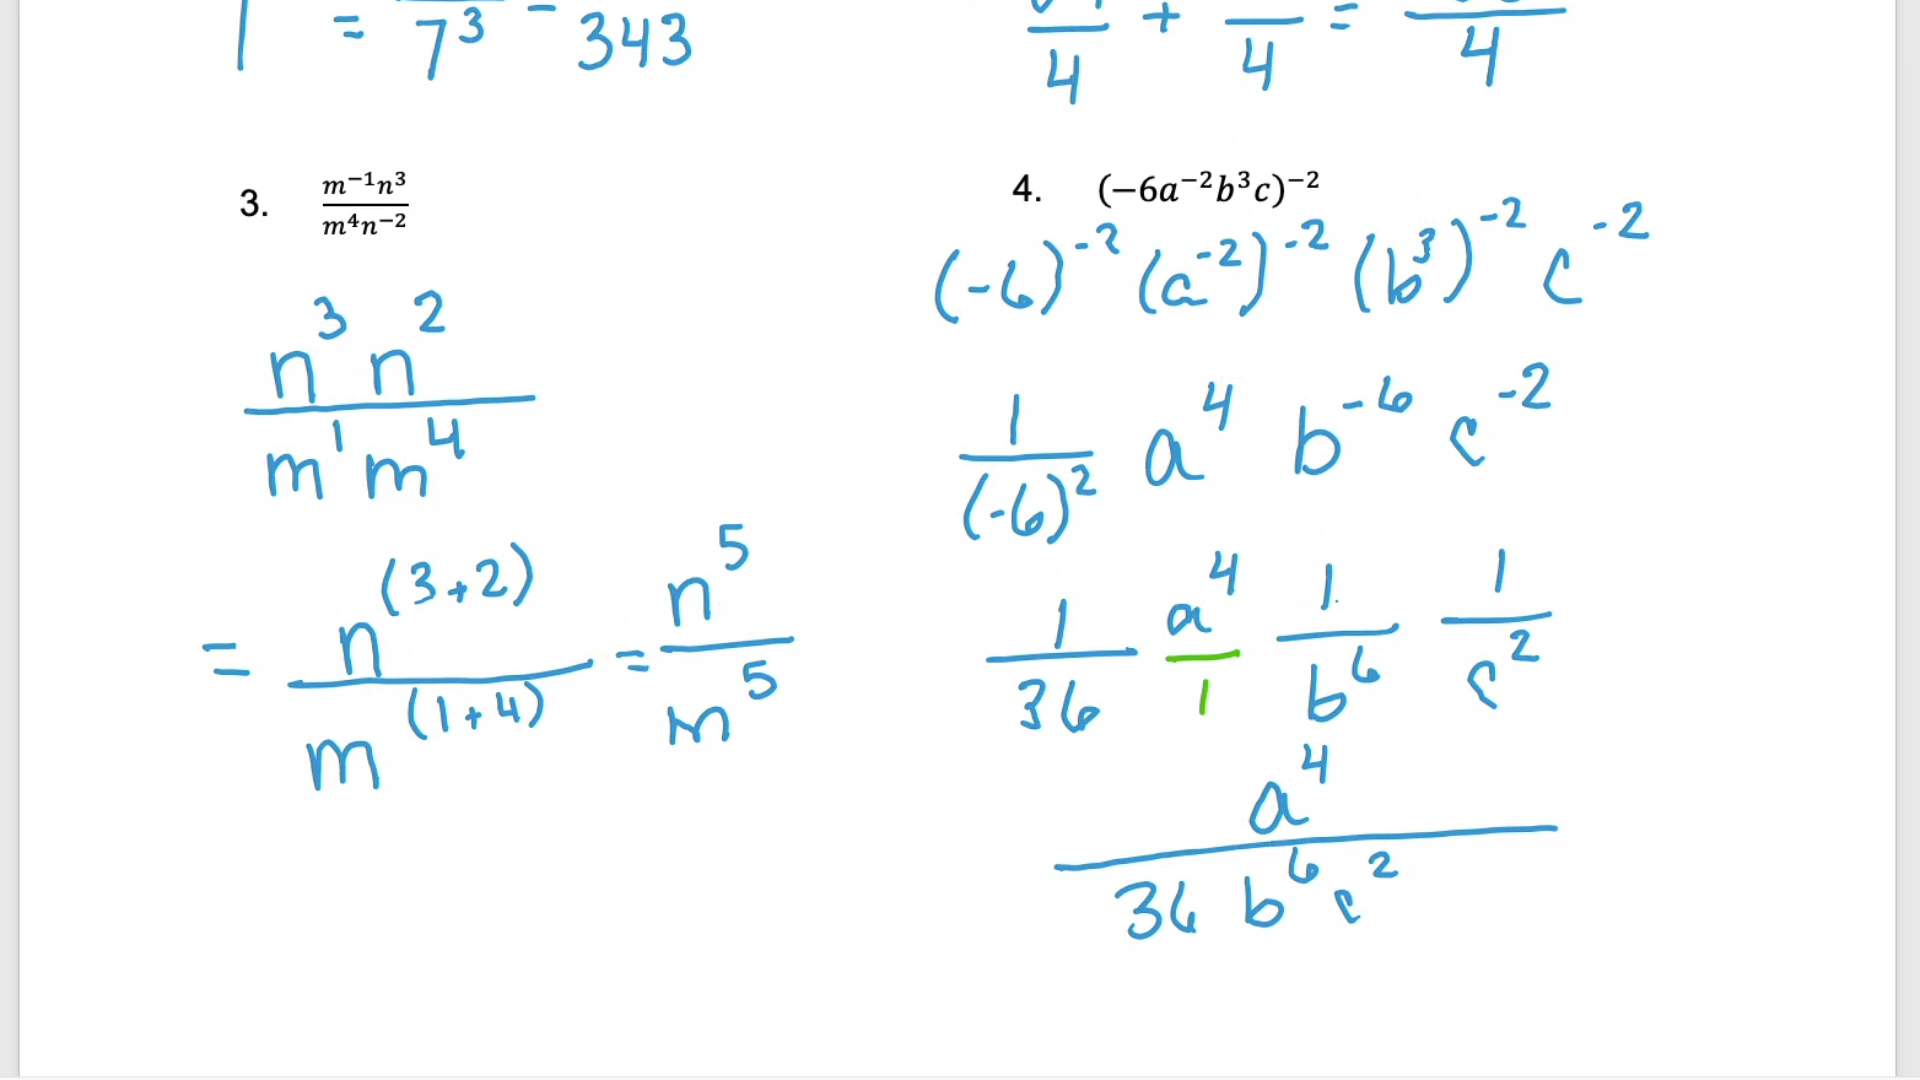 1 = 7³ - 343
4 + 4 = 4
3. m⁻¹n³ / m⁴n⁻²
n³ n² / m¹ m⁴
= n⁽³⁺²⁾ / m⁽¹⁺⁴⁾ = n⁵ / m⁵
4. (−6a⁻²b³c)⁻²
(-6)⁻² (a⁻²)⁻² (b³)⁻² c⁻²
1 / (-6)² a⁴ b⁻⁶ c⁻²
1 / 36 a⁴ / 1 1 / b⁶ 1 / c²
a⁴ / 36 b⁶ c²